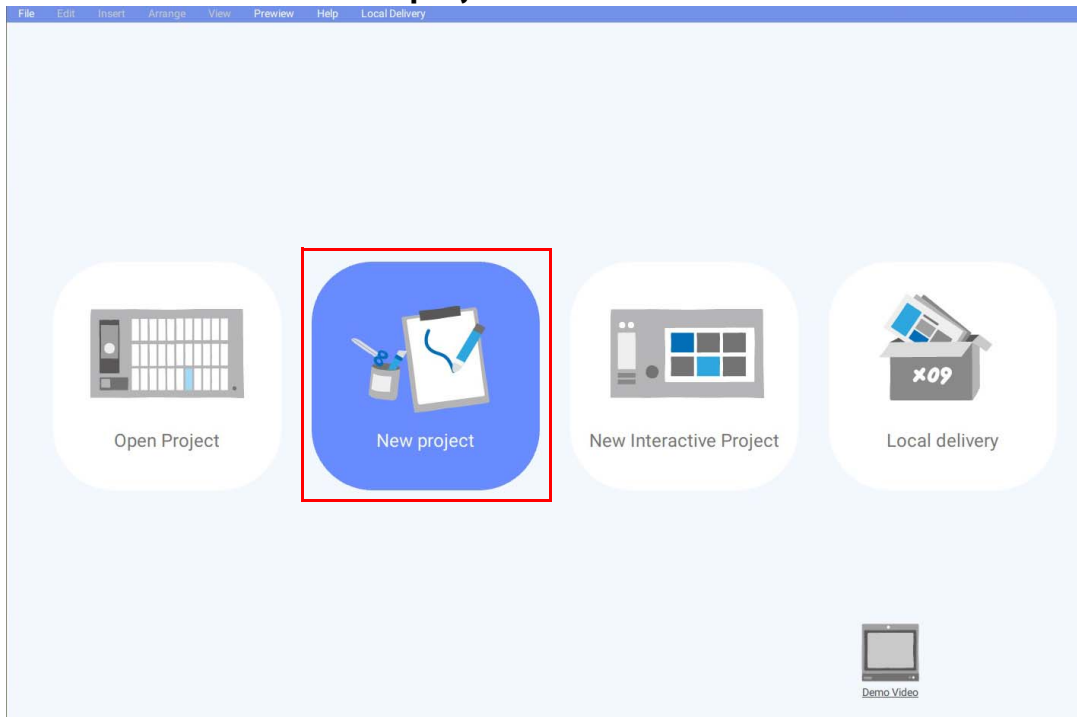 File Edit Insert Arrange View Prewiew Help Local Delivery
Open Project
New project
New Interactive Project
Local delivery
X09
Demo Video